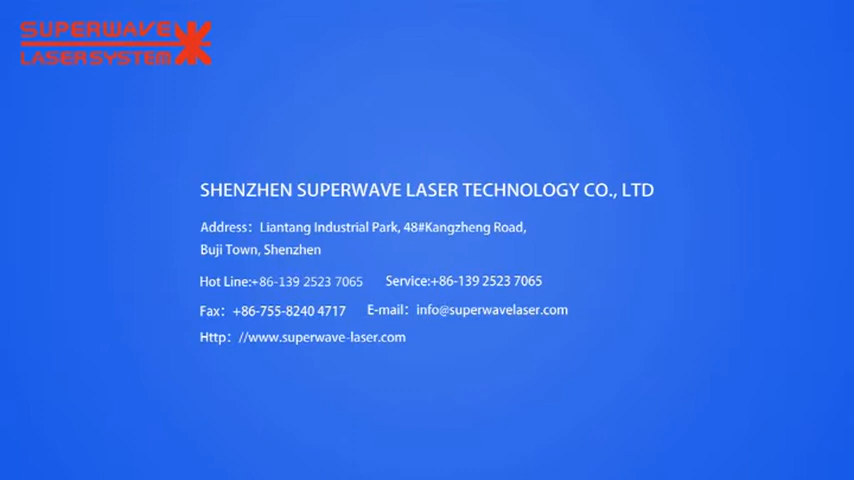 SUPERWAVE
LASER SYSTEM
SHENZHEN SUPERWAVE LASER TECHNOLOGY CO., LTD
Address：Liantang Industrial Park, 48#Kangzheng Road,
Buji Town, Shenzhen
Hot Line:+86-139 2523 7065 Service:+86-139 2523 7065
Fax：+86-755-8240 4717 E-mail：info@superwavelaser.com
Http：//www.superwave-laser.com